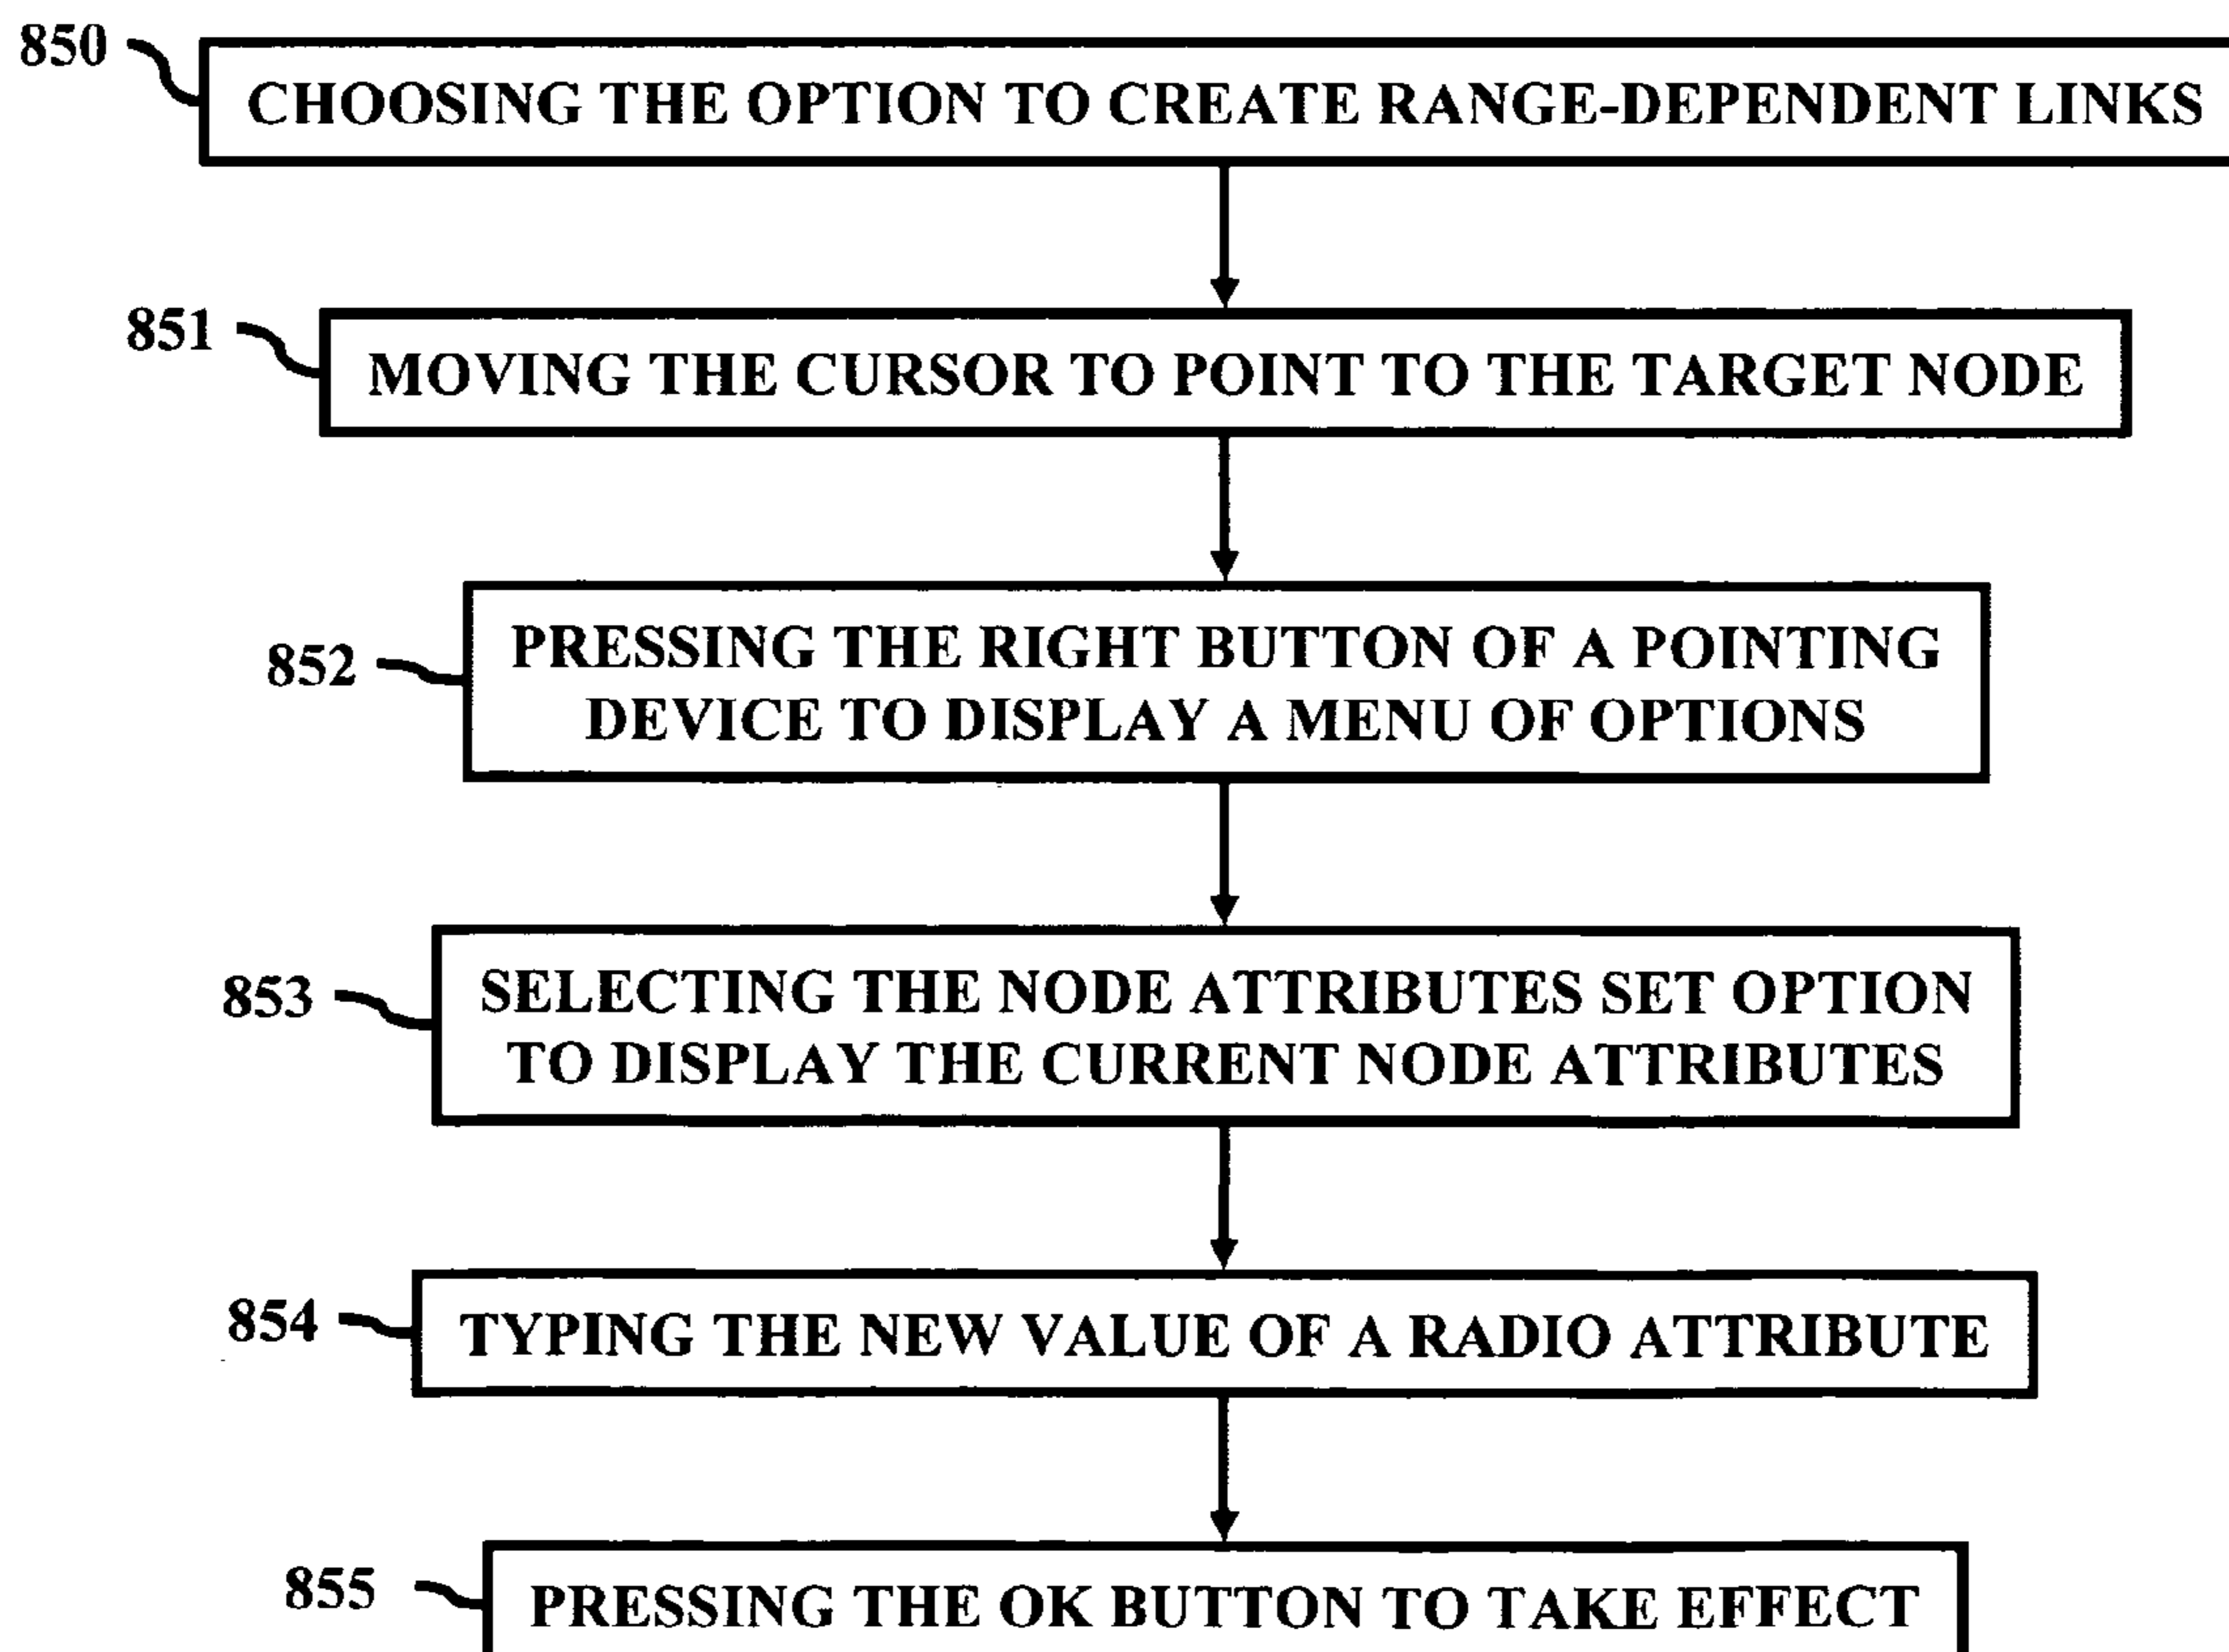 850
CHOOSING THE OPTION TO CREATE RANGE-DEPENDENT LINKS
851
MOVING THE CURSOR TO POINT TO THE TARGET NODE
852
PRESSING THE RIGHT BUTTON OF A POINTING
DEVICE TO DISPLAY A MENU OF OPTIONS
853
SELECTING THE NODE ATTRIBUTES SET OPTION
TO DISPLAY THE CURRENT NODE ATTRIBUTES
854
TYPING THE NEW VALUE OF A RADIO ATTRIBUTE
855
PRESSING THE OK BUTTON TO TAKE EFFECT